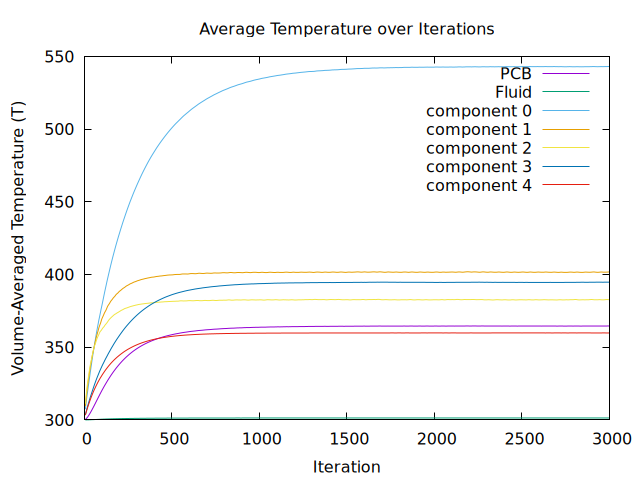 Average Temperature over Iterations
Volume-Averaged Temperature (T)
550
500
450
400
350
300
PCB
Fluid
component 0
component 1
component 2
component 3
component 4
0 500 1000 1500 2000 2500 3000
Iteration